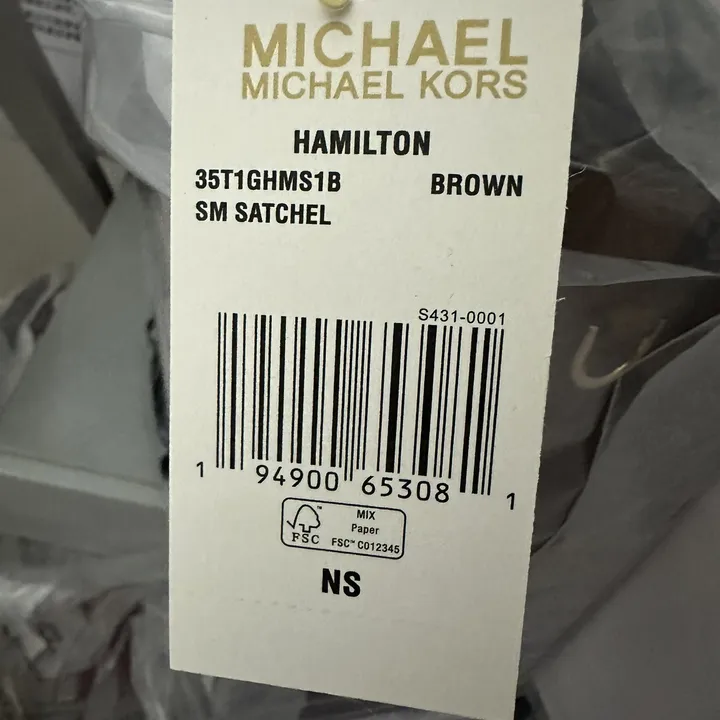 MICHAEL
MICHAEL KORS
HAMILTON
35T1GHMS1B BROWN
SM SATCHEL
S431-0001
1 94900 65308 1
FSC™
MIX
Paper
FSC™ C012345
NS